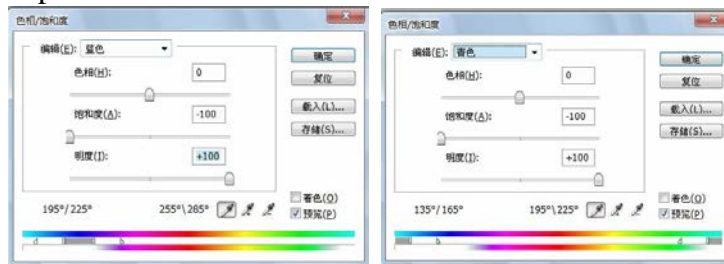 色相/饱和度
编辑(E): 蓝色
色相(H): 0
饱和度(A): -100
明度(I): +100
确定
复位
载入(L)...
存储(S)...
着色(O)
预览(P)
195°/225° 255°\285°
色相/饱和度
编辑(E): 青色
色相(H): 0
饱和度(A): -100
明度(I): +100
确定
复位
载入(L)...
存储(S)...
着色(O)
预览(P)
135°/165° 195°\225°